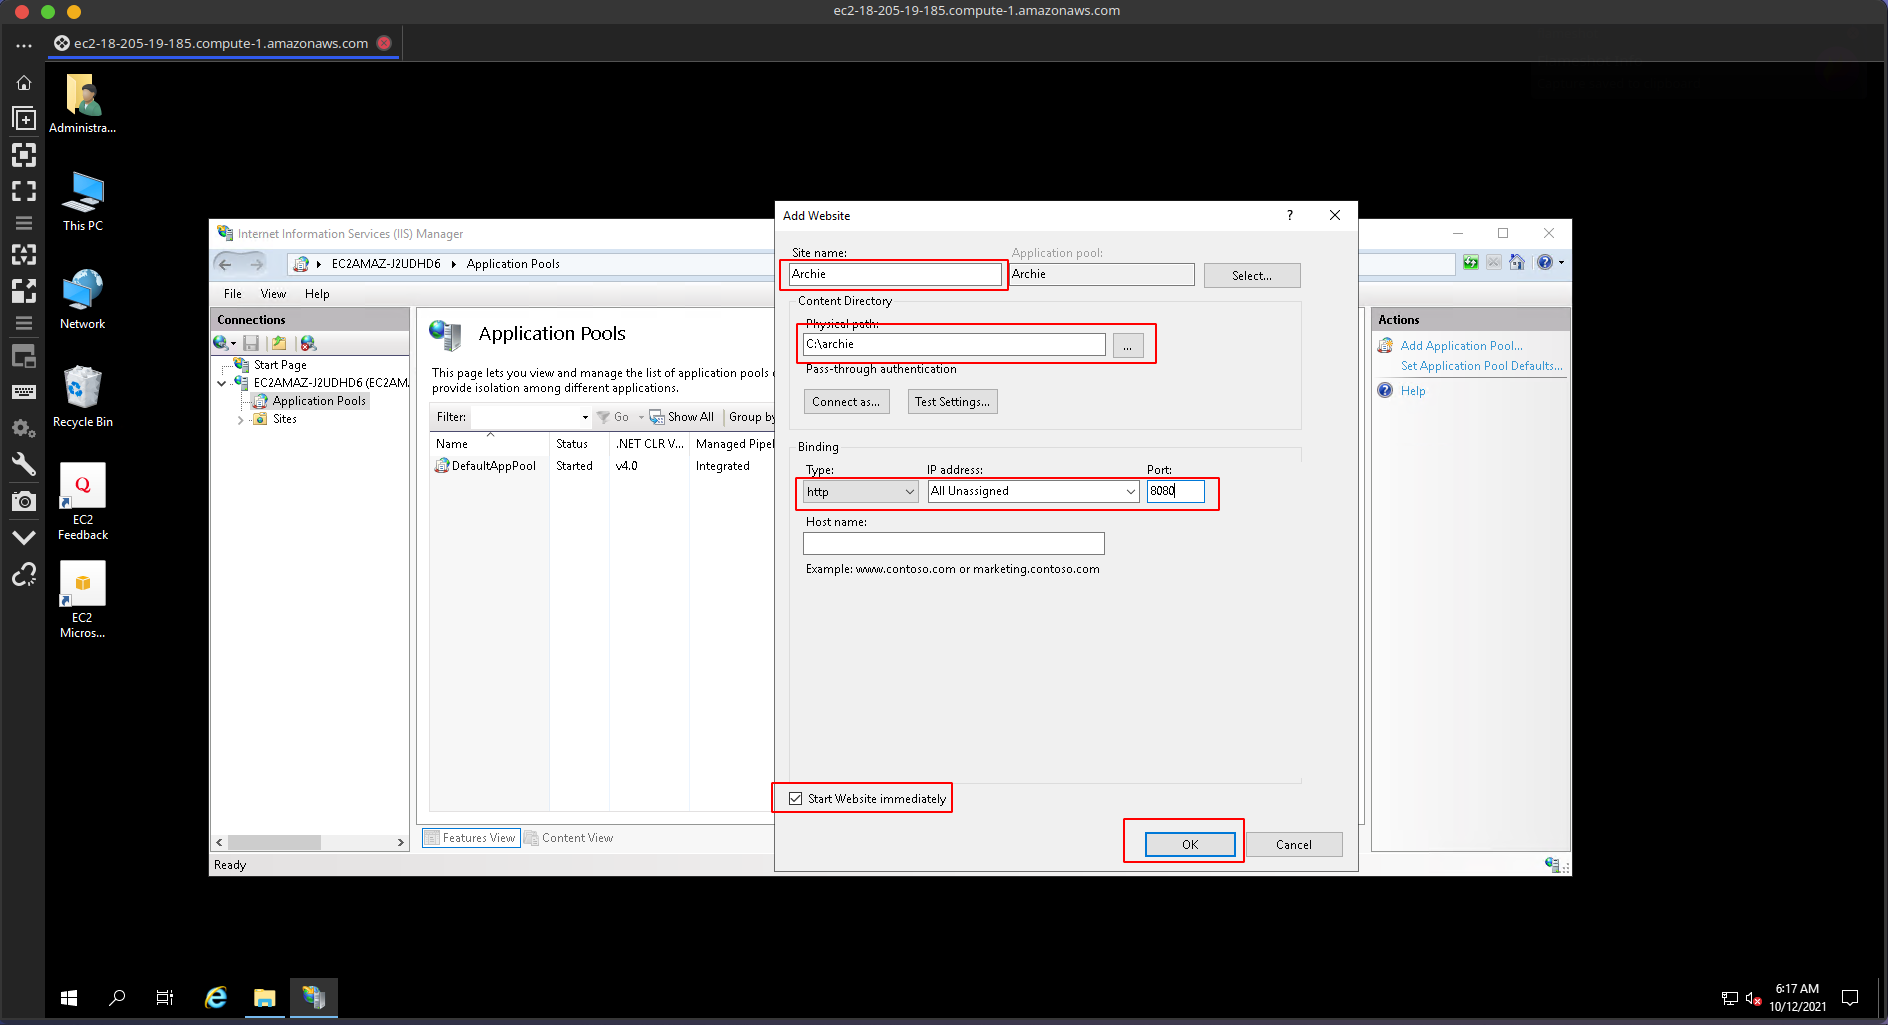 ec2-18-205-19-185.compute-1.amazonaws.com
ec2-18-205-19-185.compute-1.amazonaws.com
Administra...
This PC
Network
Recycle Bin
EC2
Feedback
EC2
Micros...
Internet Information Services (IIS) Manager
EC2AMAZ-J2UDHD6
Application Pools
File
View
Help
Connections
Start Page
EC2AMAZ-J2UDHD6 (EC2AM
Application Pools
Sites
Application Pools
This page lets you view and manage the list of application pools
provide isolation among different applications.
Filter:
Go
Show All
Group by
Name
Status
.NET CLR V...
Managed Pipel
DefaultAppPool
Started
v4.0
Integrated
Features View
Content View
Ready
Add Website
?
Site name:
Application pool:
Archie
Archie
Select...
Content Directory
Physical path:
C:\archie
...
Pass-through authentication
Connect as...
Test Settings...
Binding
Type:
IP address:
Port:
http
All Unassigned
8080
Host name:
Example: www.contoso.com or marketing.contoso.com
Start Website immediately
OK
Cancel
Actions
Add Application Pool...
Set Application Pool Defaults...
Help
6:17 AM
10/12/2021